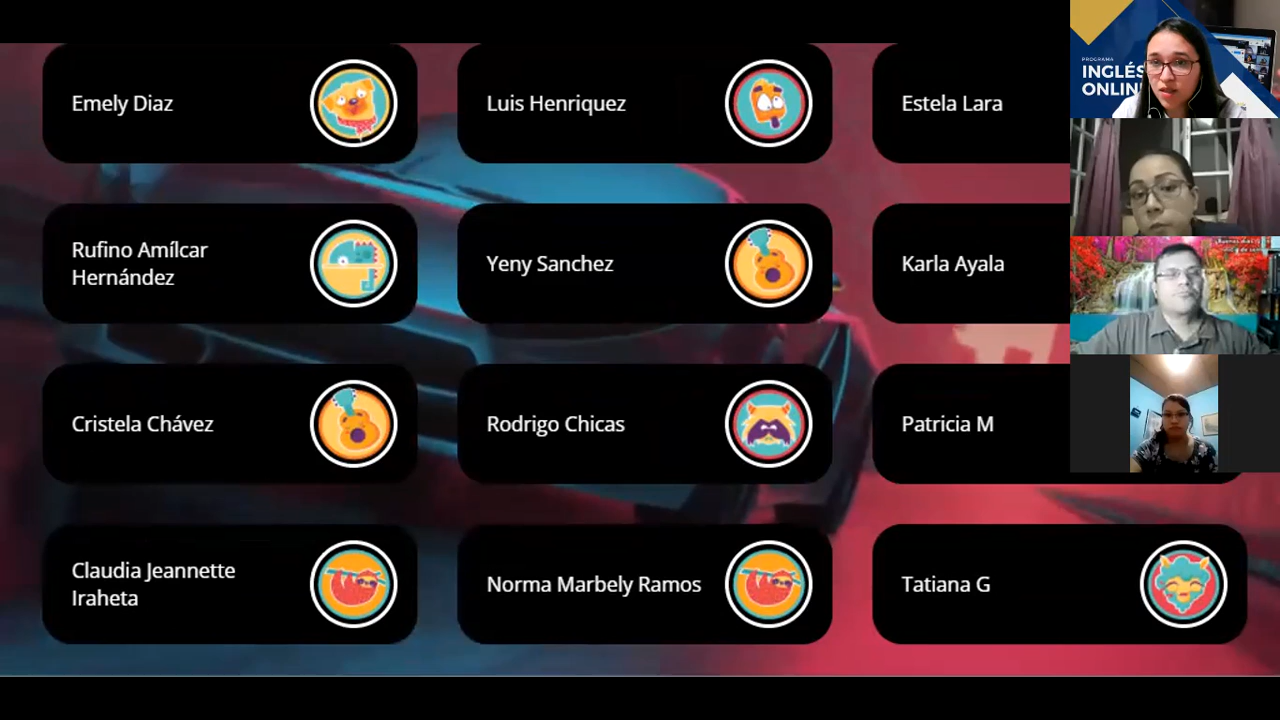 Emely Diaz
Luis Henriquez
Estela Lara
Rufino Amílcar
Hernández
Yeny Sanchez
Karla Ayala
Cristela Chávez
Rodrigo Chicas
Patricia M
Claudia Jeannette
Iraheta
Norma Marbely Ramos
Tatiana G
PROGRAMA
INGLÉS